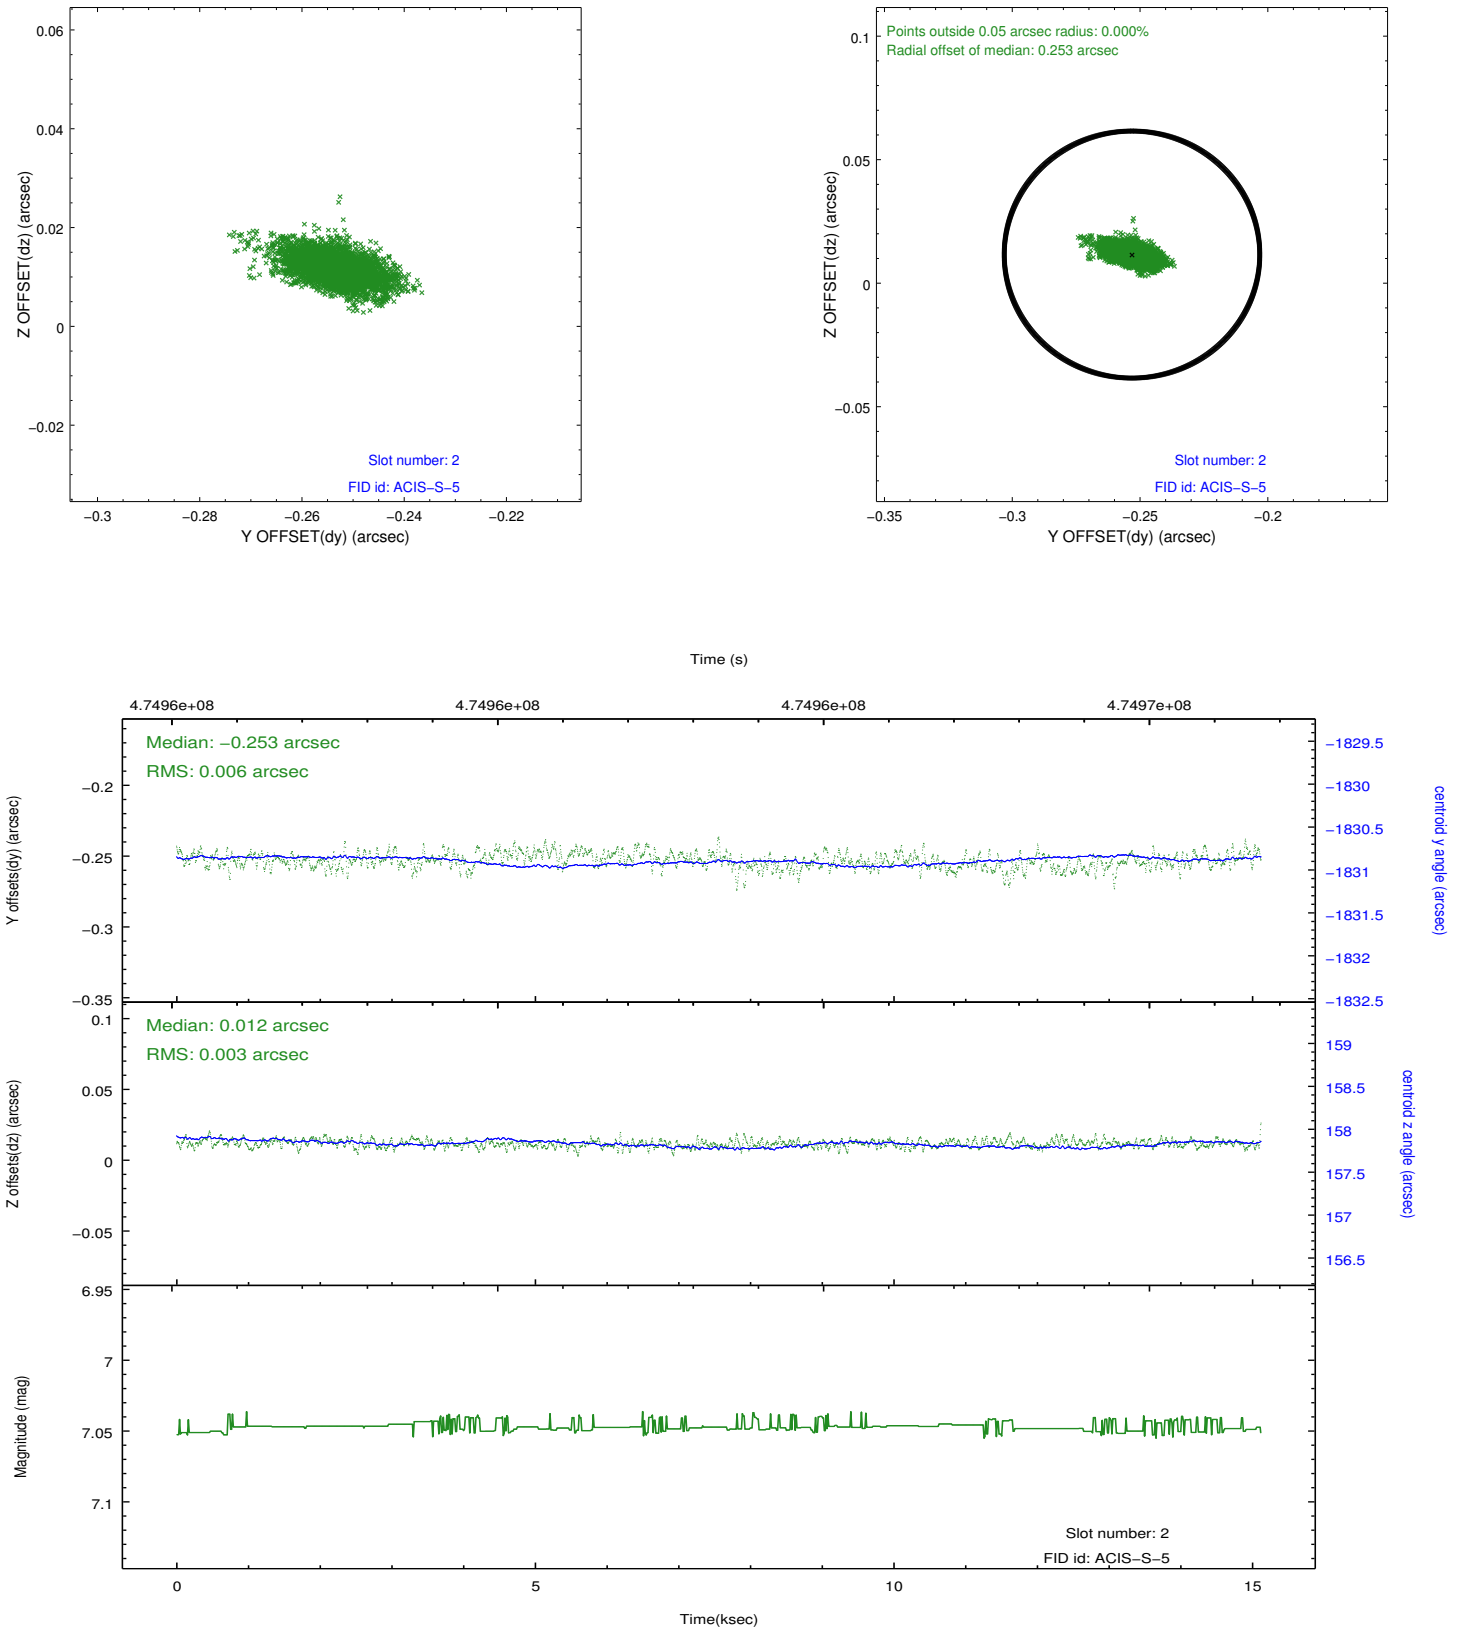 0.06
0.04
0.02
0
−0.02
Z OFFSET(dz) (arcsec)
Slot number: 2
FID id: ACIS−S−5
−0.3
−0.28
−0.26
−0.24
−0.22
Y OFFSET(dy) (arcsec)
Points outside 0.05 arcsec radius: 0.000%
Radial offset of median: 0.253 arcsec
0.1
0.05
0
−0.05
Z OFFSET(dz) (arcsec)
Slot number: 2
FID id: ACIS−S−5
−0.35
−0.3
−0.25
−0.2
Y OFFSET(dy) (arcsec)
Time (s)
4.7496e+08
4.7496e+08
4.7496e+08
4.7497e+08
Median: −0.253 arcsec
RMS: 0.006 arcsec
−0.2
−0.25
−0.3
−0.35
Y offsets(dy) (arcsec)
−1829.5
−1830
−1830.5
−1831
−1831.5
−1832
−1832.5
centroid y angle (arcsec)
Median: 0.012 arcsec
RMS: 0.003 arcsec
0.1
0.05
0
−0.05
Z offsets(dz) (arcsec)
159
158.5
158
157.5
157
156.5
centroid z angle (arcsec)
6.95
7
7.05
7.1
Magnitude (mag)
Slot number: 2
FID id: ACIS−S−5
0
5
10
15
Time(ksec)